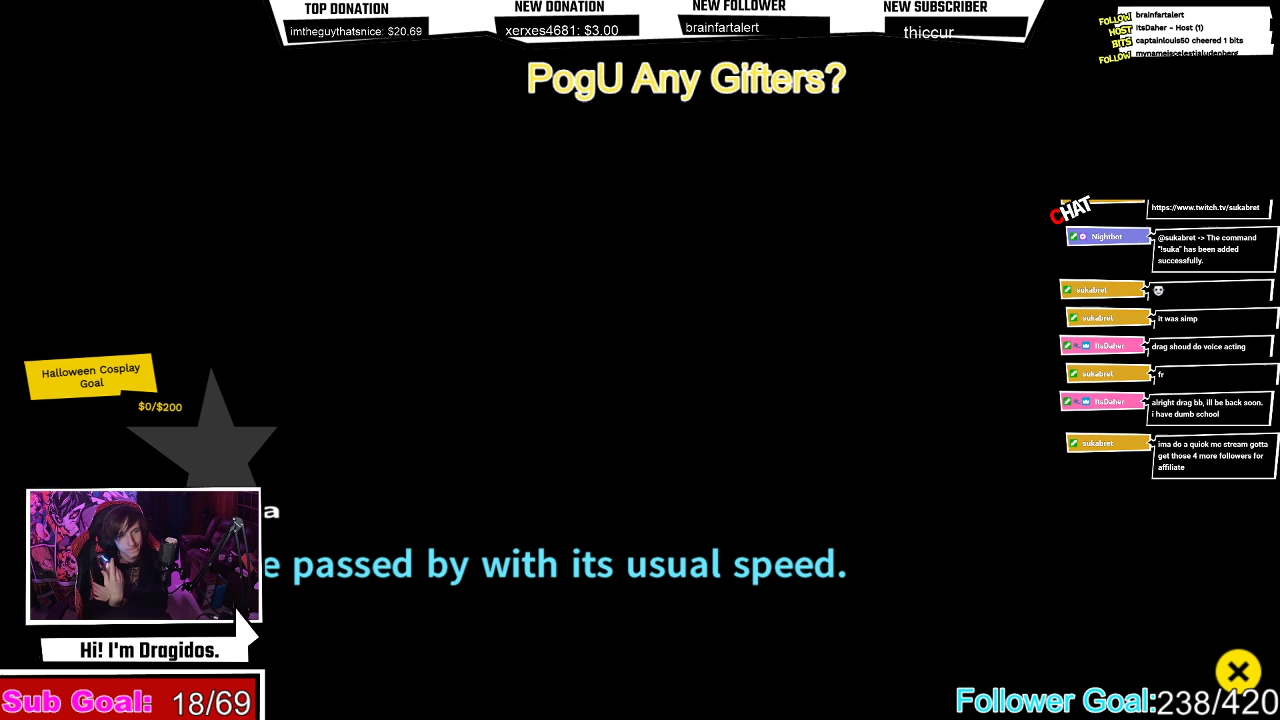 TOP DONATION
imtheguythatsnice: $20.69
NEW DONATION
xerxes4681: $3.00
NEW FOLLOWER
brainfartalert
NEW SUBSCRIBER
thiccur
FOLLOW brainfartalert
HOST ItsDaher - Host (1)
BITS captainlouis50 cheered 1 bits
FOLLOW mynameiscelestialudenberg
PogU Any Gifters?
CHAT
https://www.twitch.tv/sukabret
Nightbot
@sukabret -> The command
"!suka" has been added
successfully.
sukabret
sukabret
it was simp
ItsDaher
drag shoud do voice acting
sukabret
fr
ItsDaher
alright drag bb, ill be back soon.
i have dumb school
sukabret
ima do a quick mc stream gotta
get those 4 more followers for
affiliate
Halloween Cosplay
Goal
$0/$200
a
e passed by with its usual speed.
Hi! I'm Dragidos.
Sub Goal: 18/69
Follower Goal: 238/420